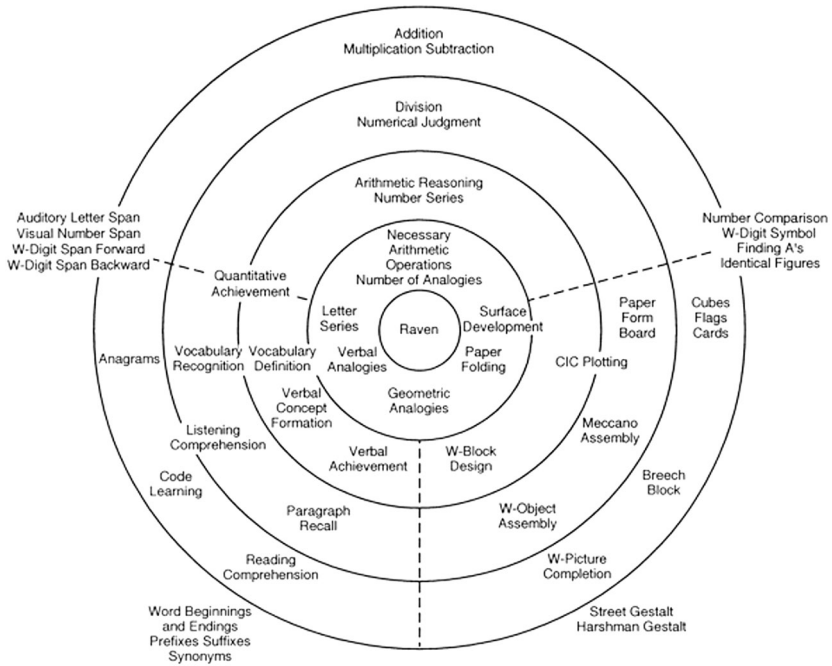 Addition
Multiplication Subtraction
Division
Numerical Judgment
Arithmetic Reasoning
Number Series
Auditory Letter Span
Visual Number Span
W-Digit Span Forward
W-Digit Span Backward
Number Comparison
W-Digit Symbol
Finding A's
Identical Figures
Necessary
Arithmetic
Operations
Number of Analogies
Quantitative
Achievement
Letter
Series
Raven
Surface
Development
Paper
Form
Board
Cubes
Flags
Cards
Anagrams
Vocabulary
Recognition
Vocabulary
Definition
Verbal
Analogies
Paper
Folding
CIC Plotting
Verbal
Concept
Formation
Geometric
Analogies
Listening
Comprehension
Meccano
Assembly
Verbal
Achievement
W-Block
Design
Code
Learning
Breech
Block
Paragraph
Recall
W-Object
Assembly
Reading
Comprehension
W-Picture
Completion
Word Beginnings
and Endings
Prefixes Suffixes
Synonyms
Street Gestalt
Harshman Gestalt